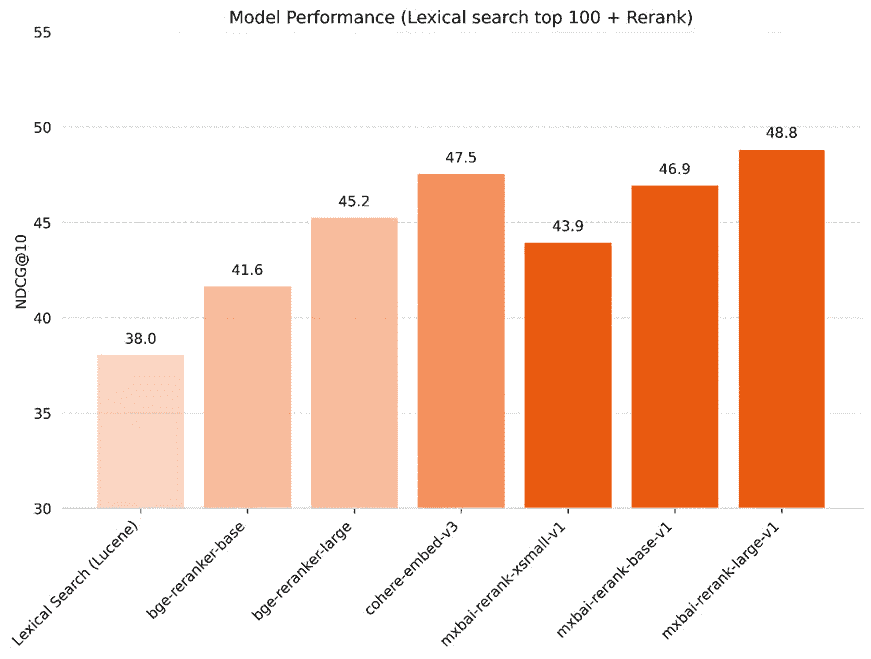 Model Performance (Lexical search top 100 + Rerank)
NDCG@10
55
50
45
40
35
30
38.0
41.6
45.2
47.5
43.9
46.9
48.8
Lexical Search (Lucene)
bge-reranker-base
bge-reranker-large
cohere-embed-v3
mxbai-rerank-xsmall-v1
mxbai-rerank-base-v1
mxbai-rerank-large-v1